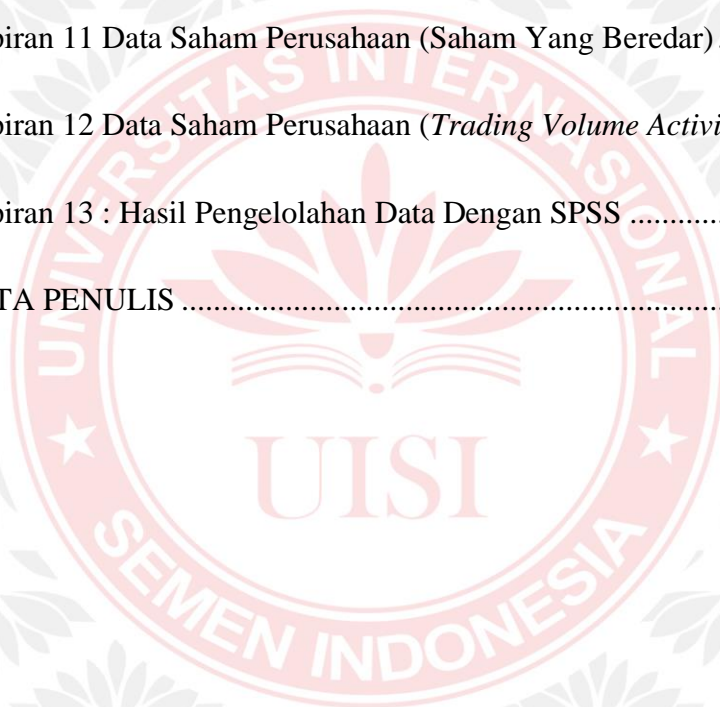 piran 11 Data Saham Perusahaan (Saham Yang Beredar) .
piran 12 Data Saham Perusahaan (Trading Volume Activi
piran 13 : Hasil Pengelolahan Data Dengan SPSS ............
TA PENULIS ....................................................................
UNIVERSITAS INTERNASIONAL
UISI
SEMEN INDONESIA